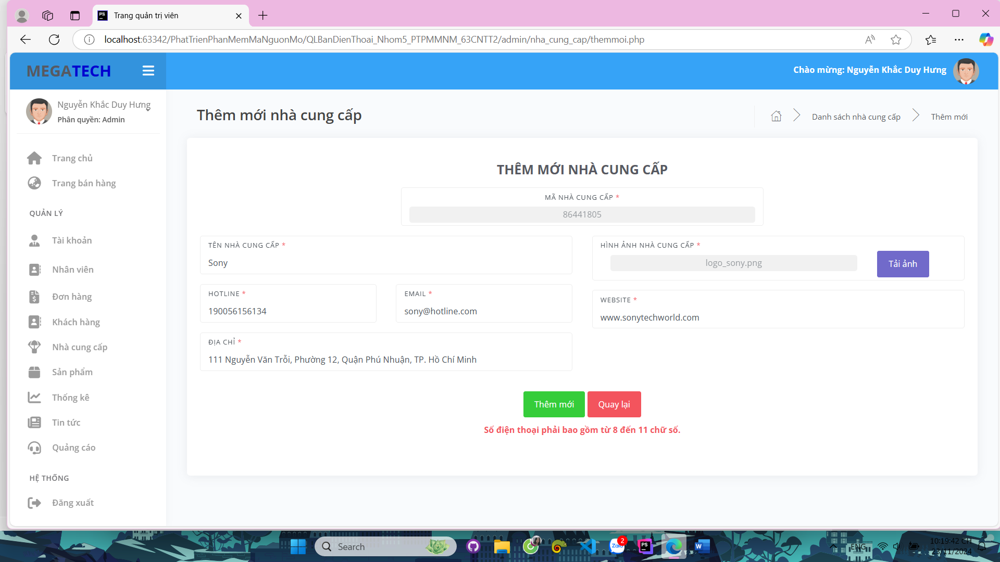 Trang quản trị viên
localhost:63342/PhatTrienPhanMemMaNguonMo/QLBanDienThoai_Nhom5_PTPMMNM_63CNTT2/admin/nha_cung_cap/themmoi.php
MEGATECH
Chào mừng: Nguyễn Khắc Duy Hưng
Nguyễn Khắc Duy Hưng
Phân quyền: Admin
Thêm mới nhà cung cấp
Danh sách nhà cung cấp
Thêm mới
Trang chủ
Trang bán hàng
QUẢN LÝ
Tài khoản
Nhân viên
Đơn hàng
Khách hàng
Nhà cung cấp
Sản phẩm
Thống kê
Tin tức
Quảng cáo
HỆ THỐNG
Đăng xuất
THÊM MỚI NHÀ CUNG CẤP
MÃ NHÀ CUNG CẤP *
86441805
TÊN NHÀ CUNG CẤP *
Sony
HÌNH ẢNH NHÀ CUNG CẤP *
logo_sony.png
Tải ảnh
HOTLINE *
190056156134
EMAIL *
sony@hotline.com
WEBSITE *
www.sonytechworld.com
ĐỊA CHỈ *
111 Nguyễn Văn Trỗi, Phường 12, Quận Phú Nhuận, TP. Hồ Chí Minh
Thêm mới
Quay lại
Số điện thoại phải bao gồm từ 8 đến 11 chữ số.
Search
Zalo
2
PS
W
ENG
10:19:42 CH
23/11/2024